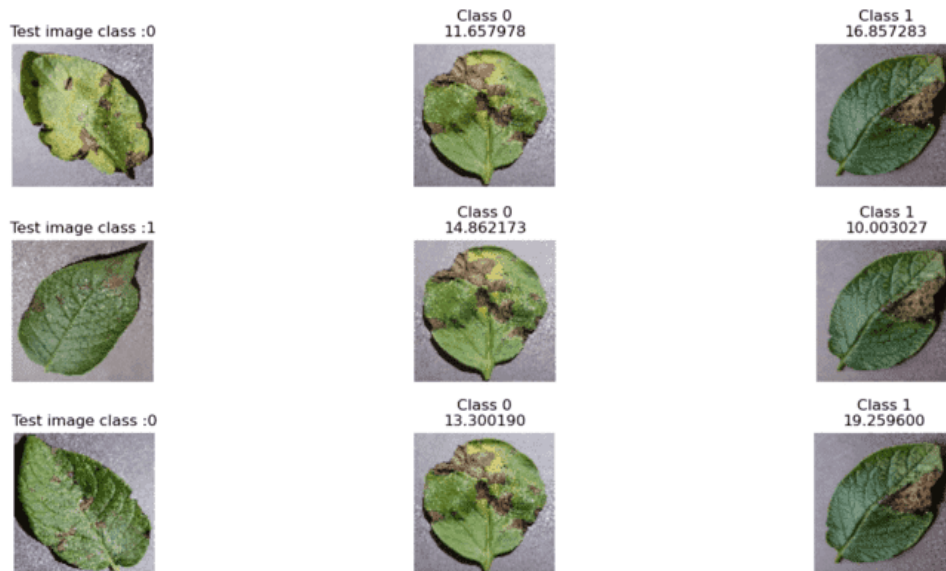 Test image class :0
Class 0
11.657978
Class 1
16.857283
Test image class :1
Class 0
14.862173
Class 1
10.003027
Test image class :0
Class 0
13.300190
Class 1
19.259600